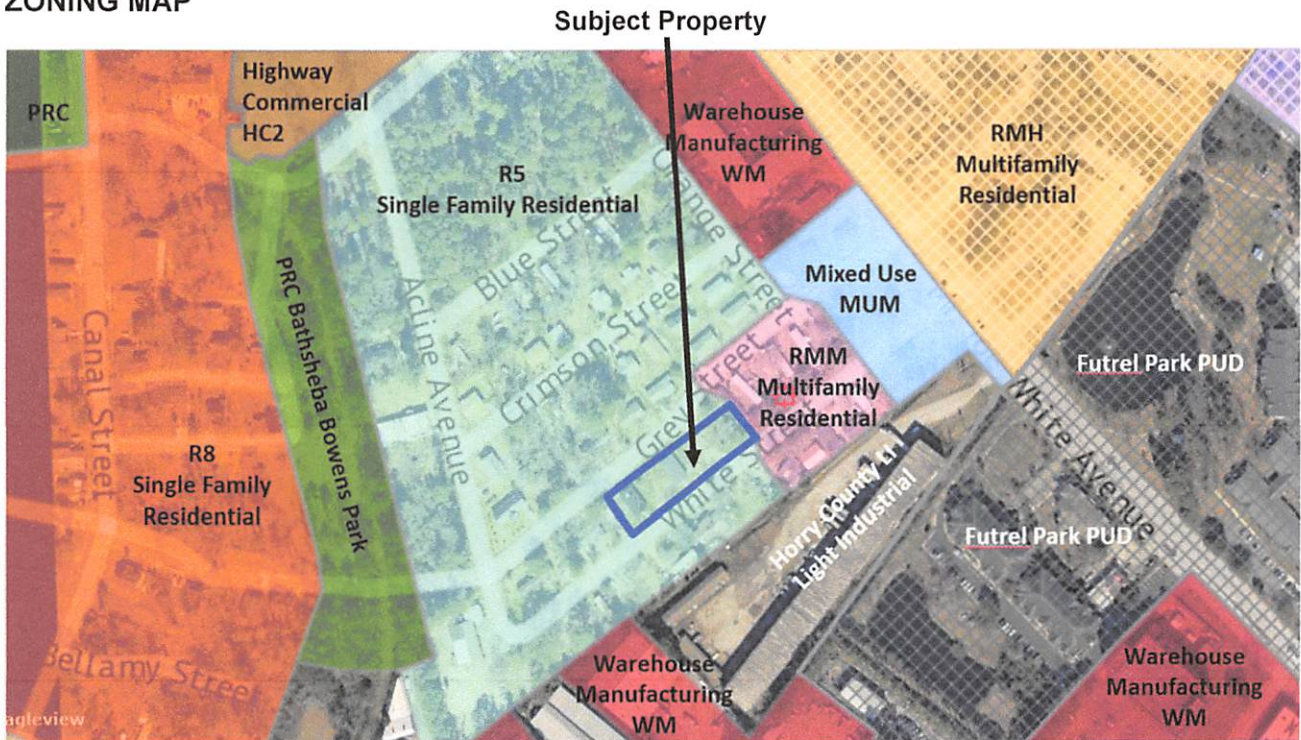 ZONING MAP
Subject Property
PRC
Highway
Commercial
HC2
R5
Single Family Residential
Warehouse
Manufacturing
WM
RMH
Multifamily
Residential
Orange Street
Blue Street
Mixed Use
MUM
PRC Bathsheba Bowens Park
Acline Avenue
Canal Street
Crimson Street
Grey Street
RMM
Multifamily
Residential
Futrel Park PUD
White Avenue
R8
Single Family
Residential
White
Horry County LI
Light Industrial
Futrel Park PUD
Bellamy Street
Warehouse
Manufacturing
WM
Warehouse
Manufacturing
WM
agleview